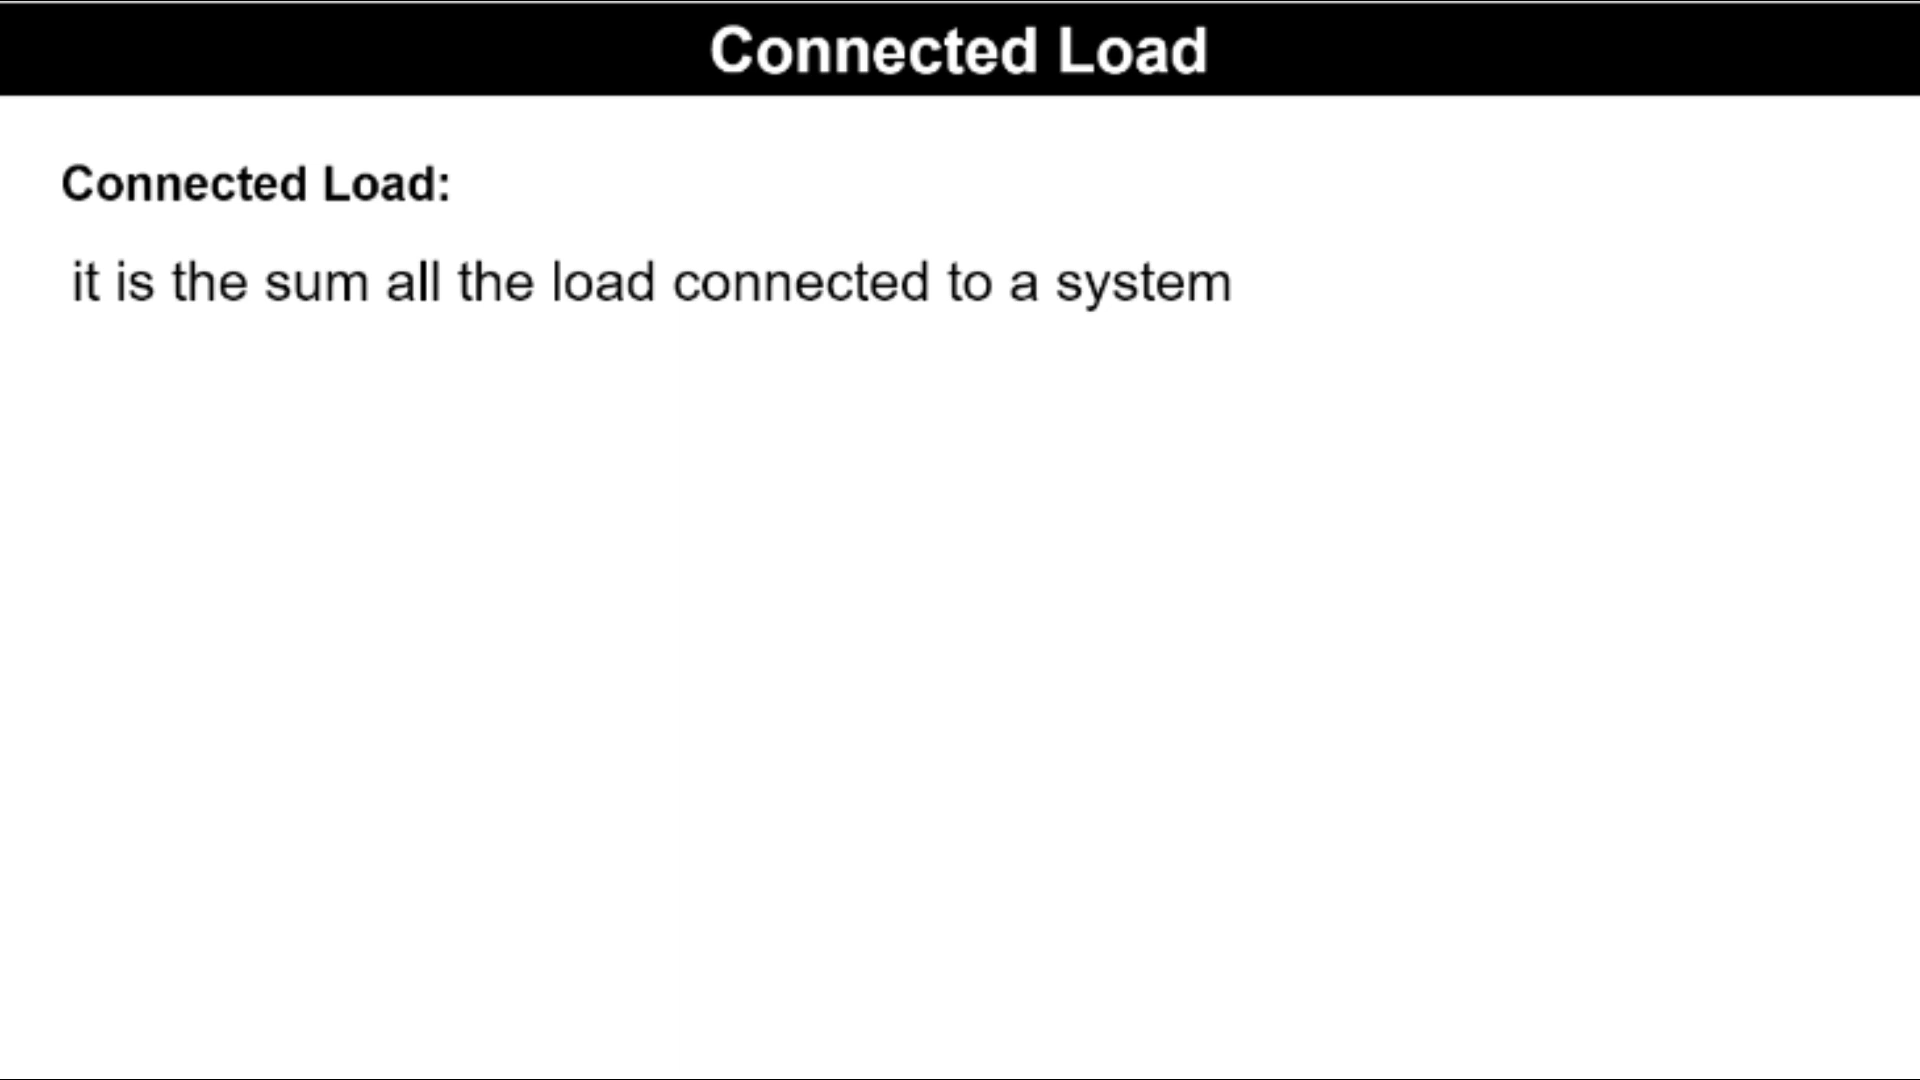 Connected Load
Connected Load:
it is the sum all the load connected to a system